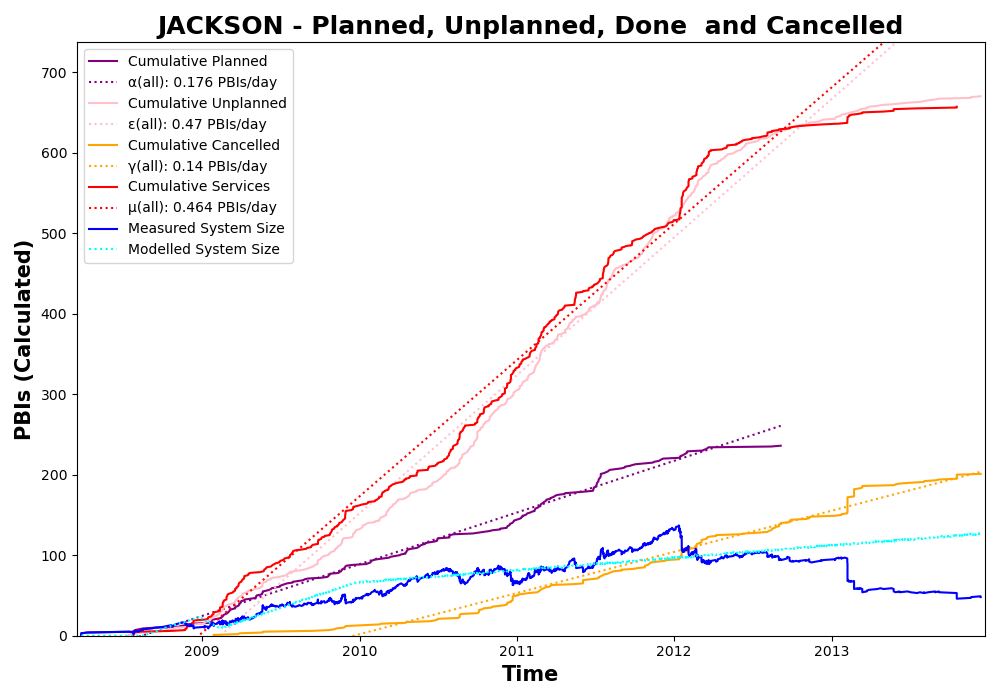 JACKSON - Planned, Unplanned, Done  and Cancelled
Cumulative Planned
α(all): 0.176 PBIs/day
Cumulative Unplanned
ε(all): 0.47 PBIs/day
Cumulative Cancelled
γ(all): 0.14 PBIs/day
Cumulative Services
μ(all): 0.464 PBIs/day
Measured System Size
Modelled System Size
PBIs (Calculated)
700
600
500
400
300
200
100
0
2009 2010 2011 2012 2013
Time